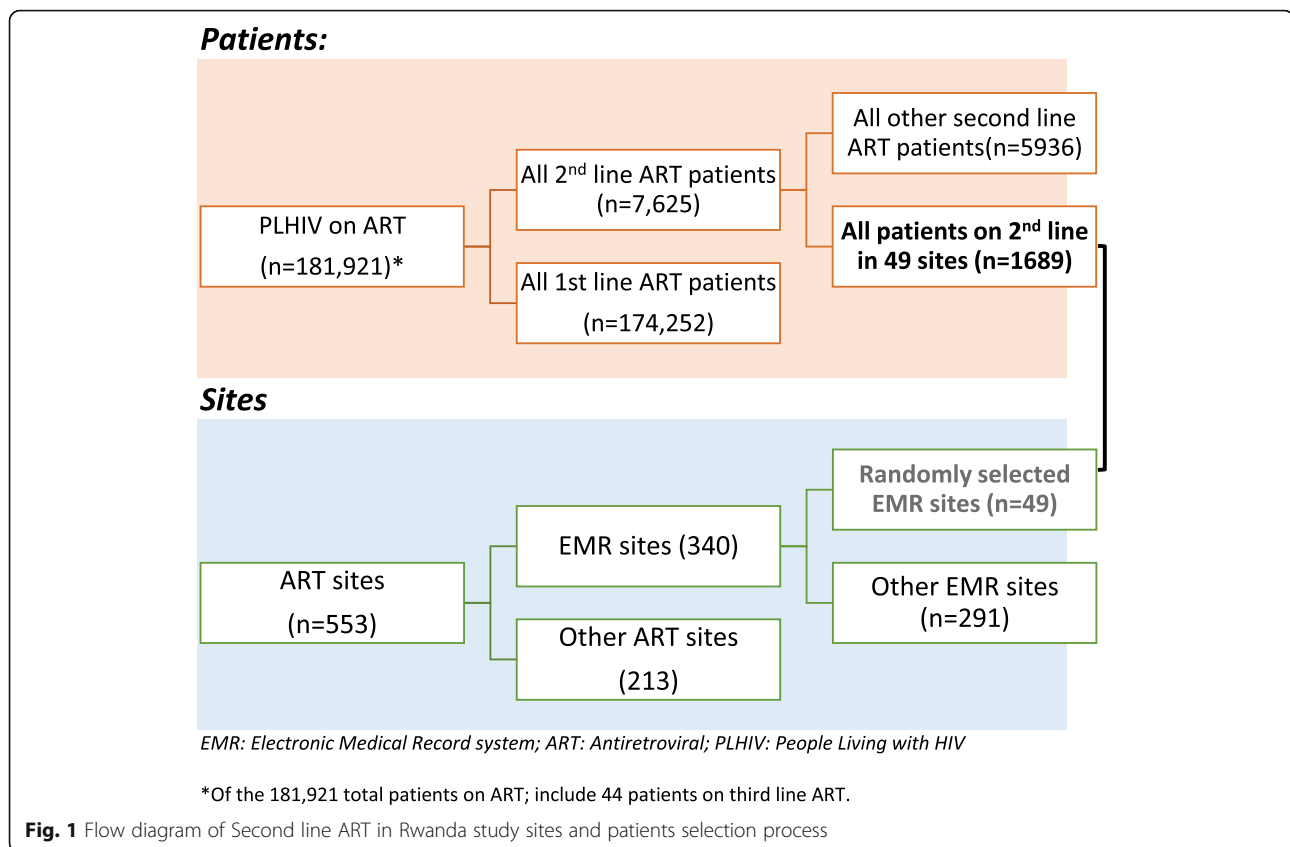 Patients:
PLHIV on ART
(n=181,921)*
All 2nd line ART patients
(n=7,625)
All 1st line ART patients
(n=174,252)
All other second line
ART patients(n=5936)
All patients on 2nd line
in 49 sites (n=1689)
Sites
ART sites
(n=553)
EMR sites (340)
Other ART sites
(213)
Randomly selected
EMR sites (n=49)
Other EMR sites
(n=291)
EMR: Electronic Medical Record system; ART: Antiretroviral; PLHIV: People Living with HIV
*Of the 181,921 total patients on ART; include 44 patients on third line ART.
Fig. 1 Flow diagram of Second line ART in Rwanda study sites and patients selection process